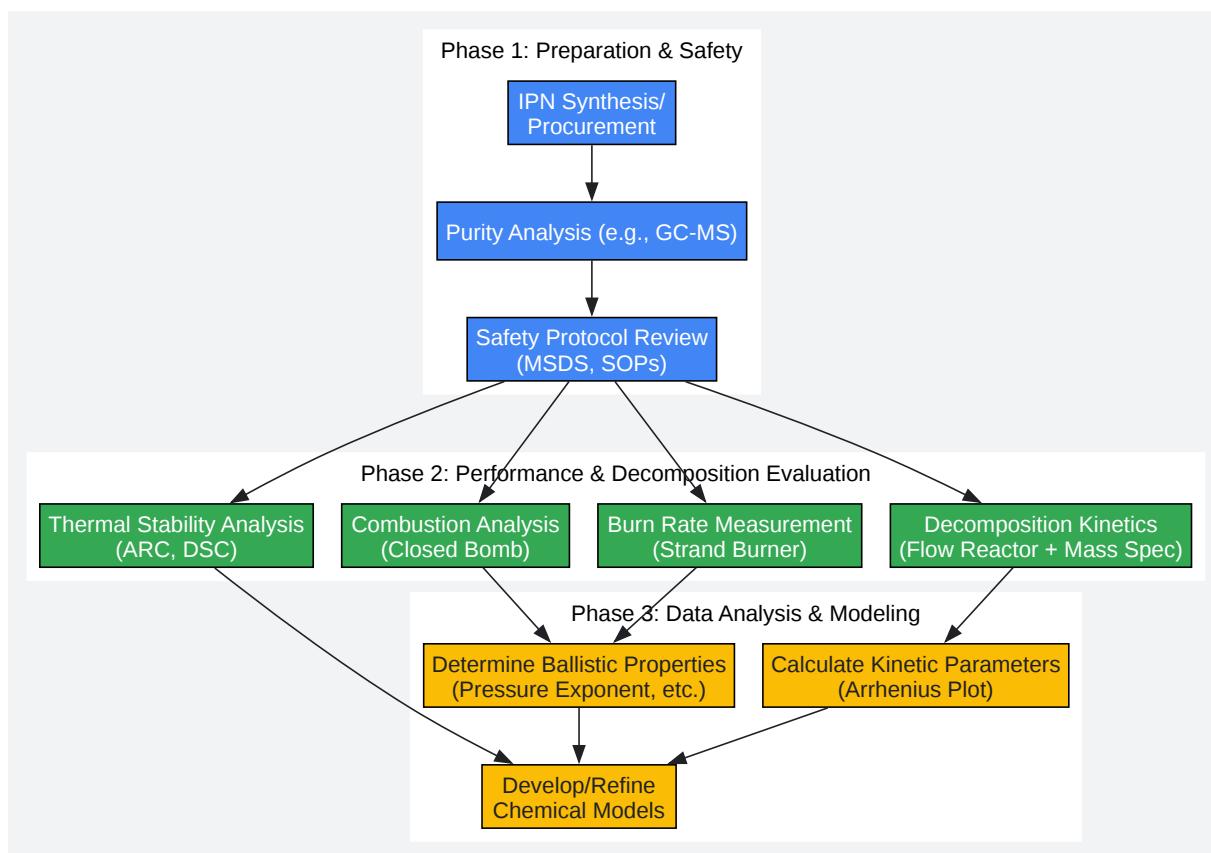 Phase 1: Preparation & Safety
IPN Synthesis/
Procurement
Purity Analysis (e.g., GC-MS)
Safety Protocol Review
(MSDS, SOPs)
Phase 2: Performance & Decomposition Evaluation
Thermal Stability Analysis
(ARC, DSC)
Combustion Analysis
(Closed Bomb)
Burn Rate Measurement
(Strand Burner)
Decomposition Kinetics
(Flow Reactor + Mass Spec)
Phase 3: Data Analysis & Modeling
Determine Ballistic Properties
(Pressure Exponent, etc.)
Calculate Kinetic Parameters
(Arrhenius Plot)
Develop/Refine
Chemical Models